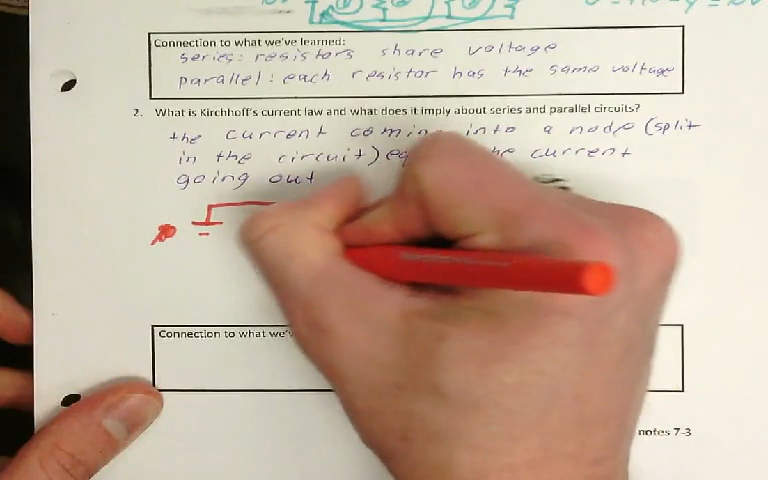 Connection to what we've learned:
series: resistors share voltage
parallel: each resistor has the same voltage
2. What is Kirchhoff's current law and what does it imply about series and parallel circuits?
the current coming into a node (split
in the circuit) current
going out
Connection to what we'v
notes 7-3